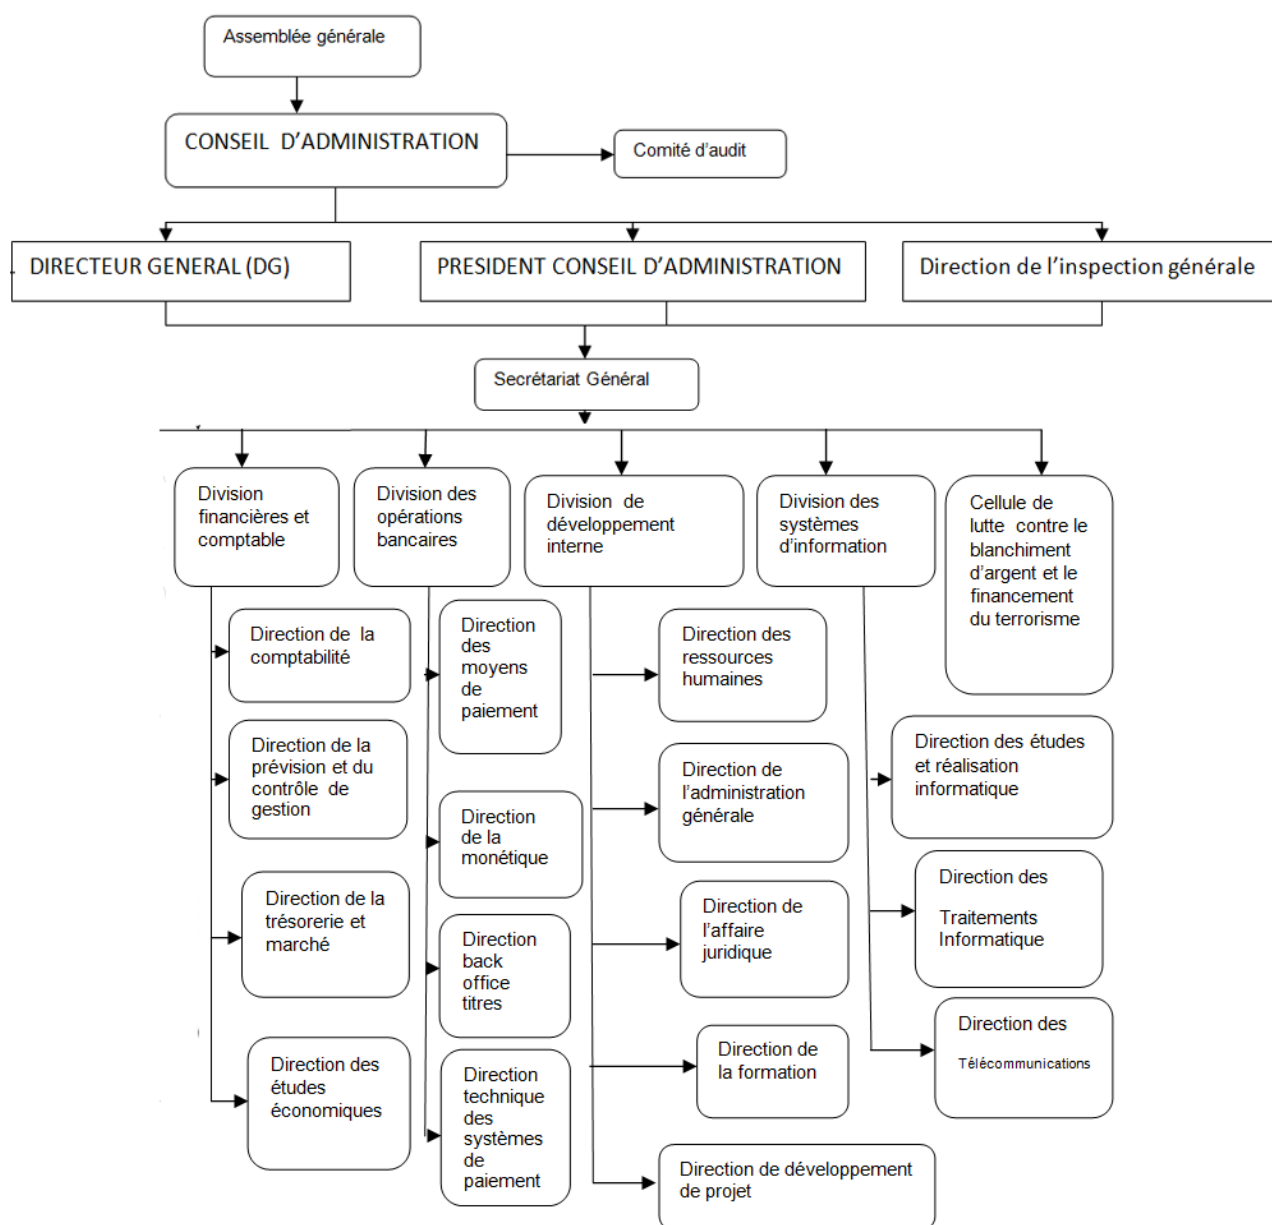 Assemblée générale
CONSEIL D'ADMINISTRATION
Comité d'audit
DIRECTEUR GENERAL (DG)
PRESIDENT CONSEIL D'ADMINISTRATION
Direction de l'inspection générale
Secrétariat Général
Division
financières et
comptable
Division des
opérations
bancaires
Division de
développement
interne
Division des
systèmes
d'information
Cellule de
lutte contre le
blanchiment
d'argent et le
financement
du terrorisme
Direction de la
comptabilité
Direction de la
prévision et du
contrôle de
gestion
Direction de la
trésorerie et
marché
Direction des
études
économiques
Direction
des
moyens
de
paiement
Direction
de la
monétique
Direction
back
office
titres
Direction
technique
des
systèmes
de
paiement
Direction des
ressources
humaines
Direction de
l'administration
générale
Direction de
l'affaire
juridique
Direction de
la formation
Direction de développement
de projet
Direction des études
et réalisation
informatique
Direction des
Traitements
Informatique
Direction des
Télécommunications